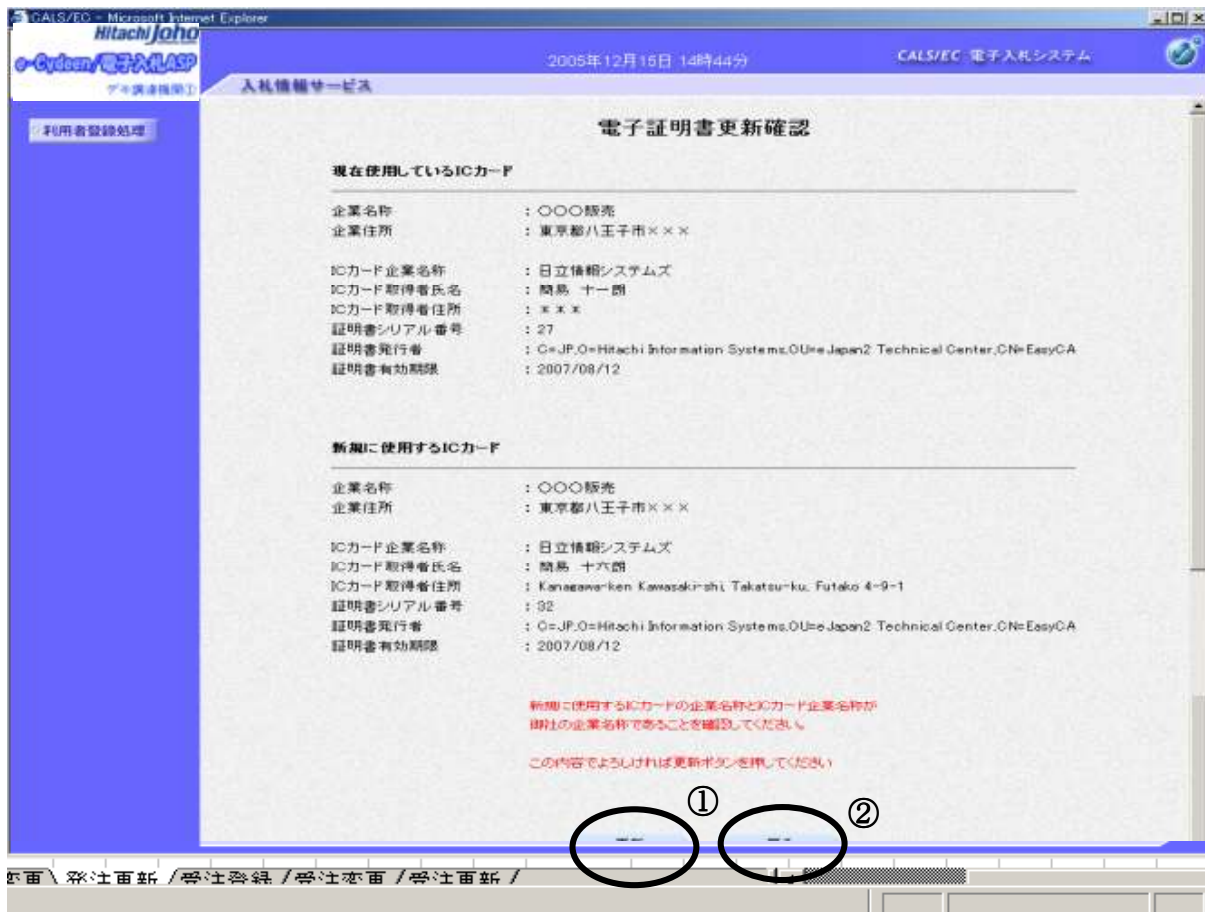 CALS/EC - Microsoft Internet Explorer
Hitachi Joho
e-Cydeen/電子入札ASP
2005年12月15日 14時44分
CALS/EC 電子入札システム
デモ調達機関①
入札情報サービス
利用者登録処理
電子証明書更新確認
現在使用しているICカード
企業名称 : 〇〇〇販売
企業住所 : 東京都八王子市×××
ICカード企業名称 : 日立情報システムズ
ICカード取得者氏名 : 簡易 十一朗
ICカード取得者住所 : * * *
証明書シリアル番号 : 27
証明書発行者 : C=JP,O=Hitachi Information Systems,OU=e Japan2 Technical Center,CN=EasyCA
証明書有効期限 : 2007/08/12
新規に使用するICカード
企業名称 : 〇〇〇販売
企業住所 : 東京都八王子市×××
ICカード企業名称 : 日立情報システムズ
ICカード取得者氏名 : 簡易 十六朗
ICカード取得者住所 : Kanagawa-ken Kawasaki-shi, Takatsu-ku, Futako 4-9-1
証明書シリアル番号 : 32
証明書発行者 : C=JP,O=Hitachi Information Systems,OU=e Japan2 Technical Center,CN=EasyCA
証明書有効期限 : 2007/08/12
新規に使用するICカードの企業名称とICカード企業名称が
御社の企業名称であることを確認してください。
この内容でよろしければ更新ボタンを押してください
① ②
変更 \ 発注更新 / 受注登録 / 受注変更 / 受注更新 /